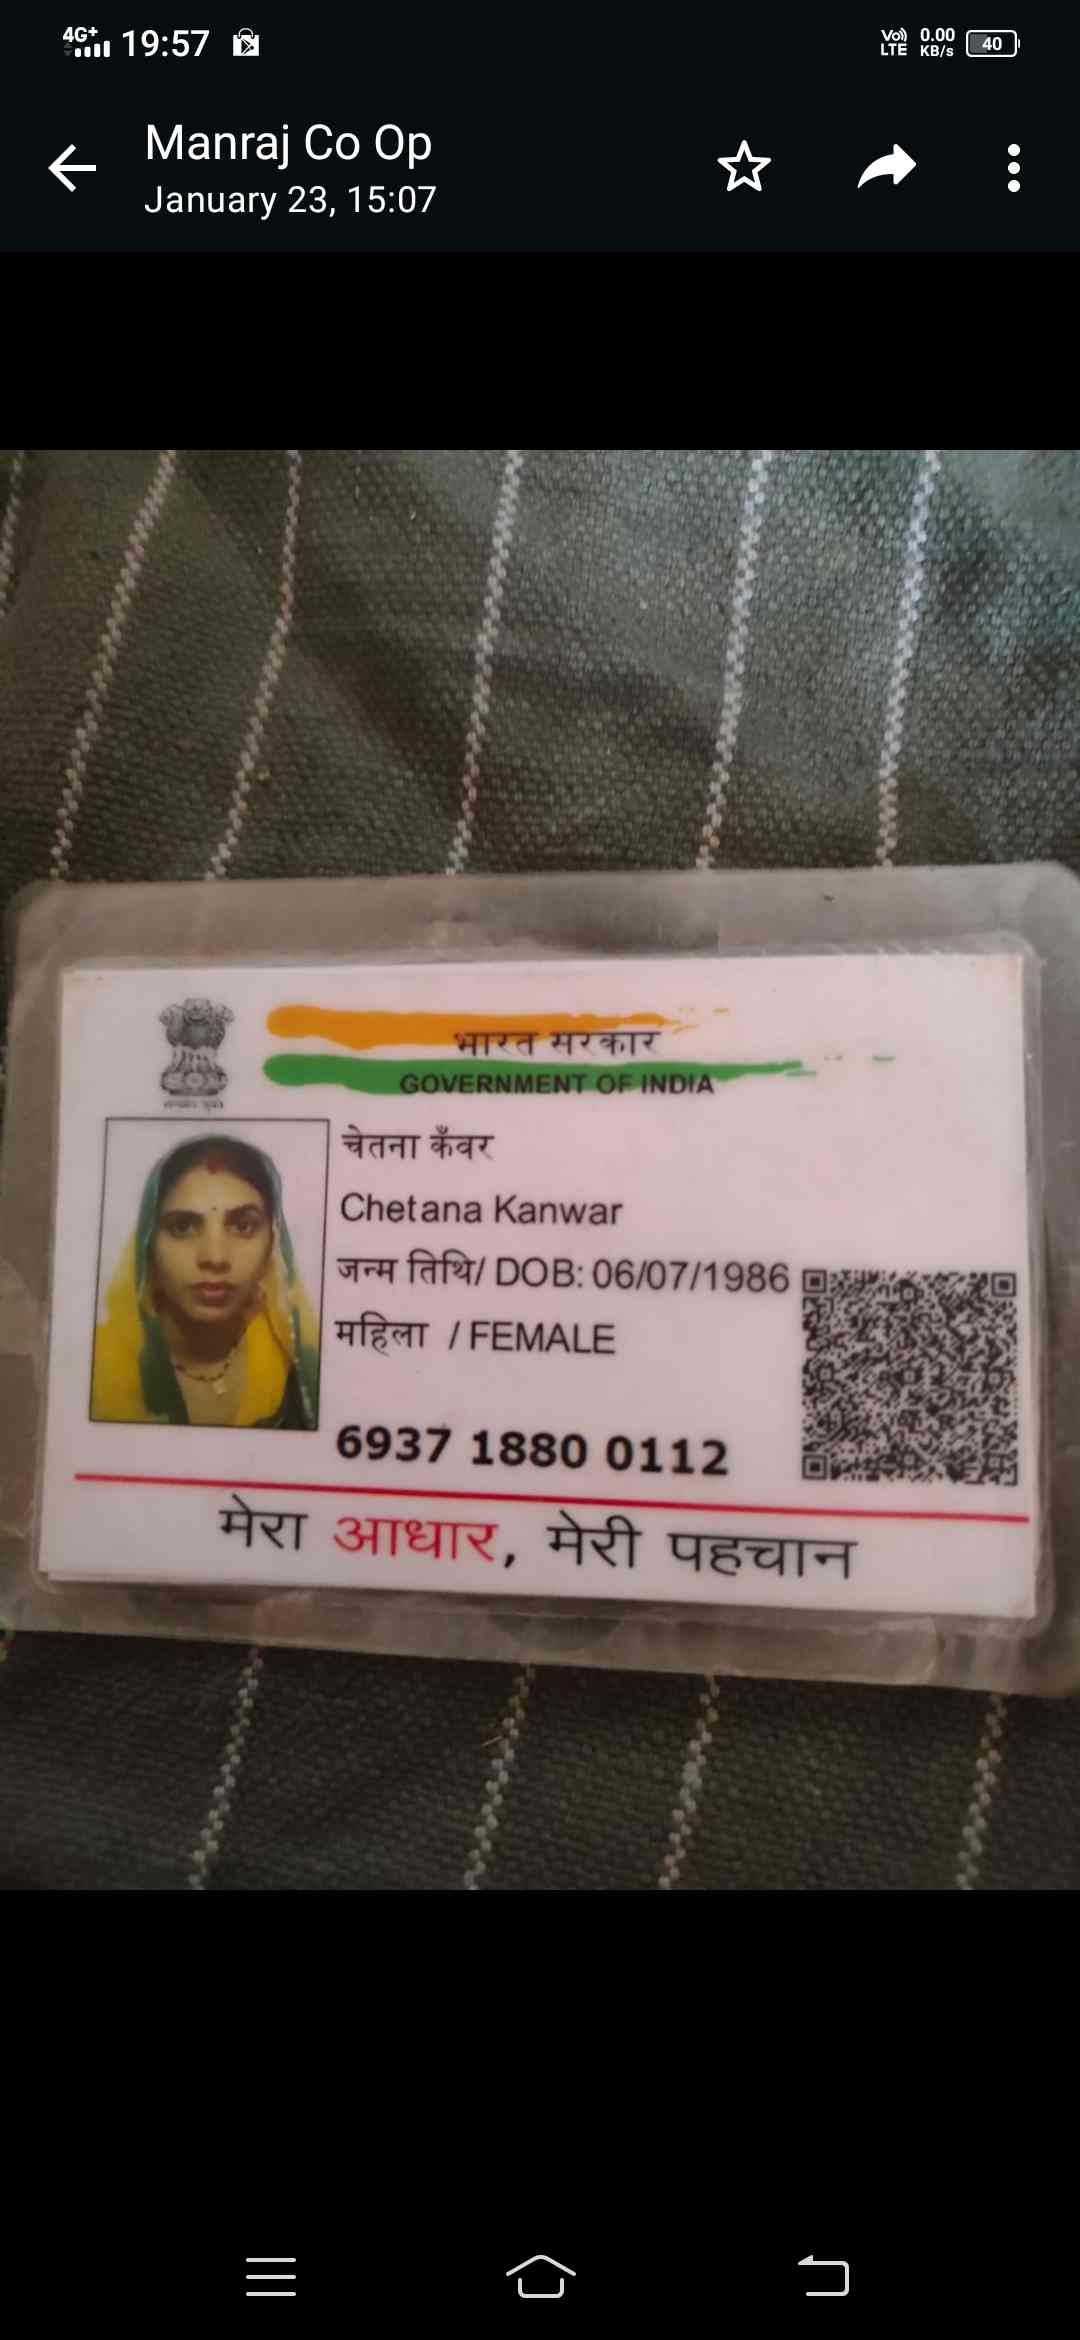 4G+ 19:57 Vo) LTE 0.00 KB/s 40
Manraj Co Op
January 23, 15:07
भारत सरकार
GOVERNMENT OF INDIA
चेतना कँवर
Chetana Kanwar
जन्म तिथि/ DOB: 06/07/1986
महिला / FEMALE
6937 1880 0112
मेरा आधार, मेरी पहचान